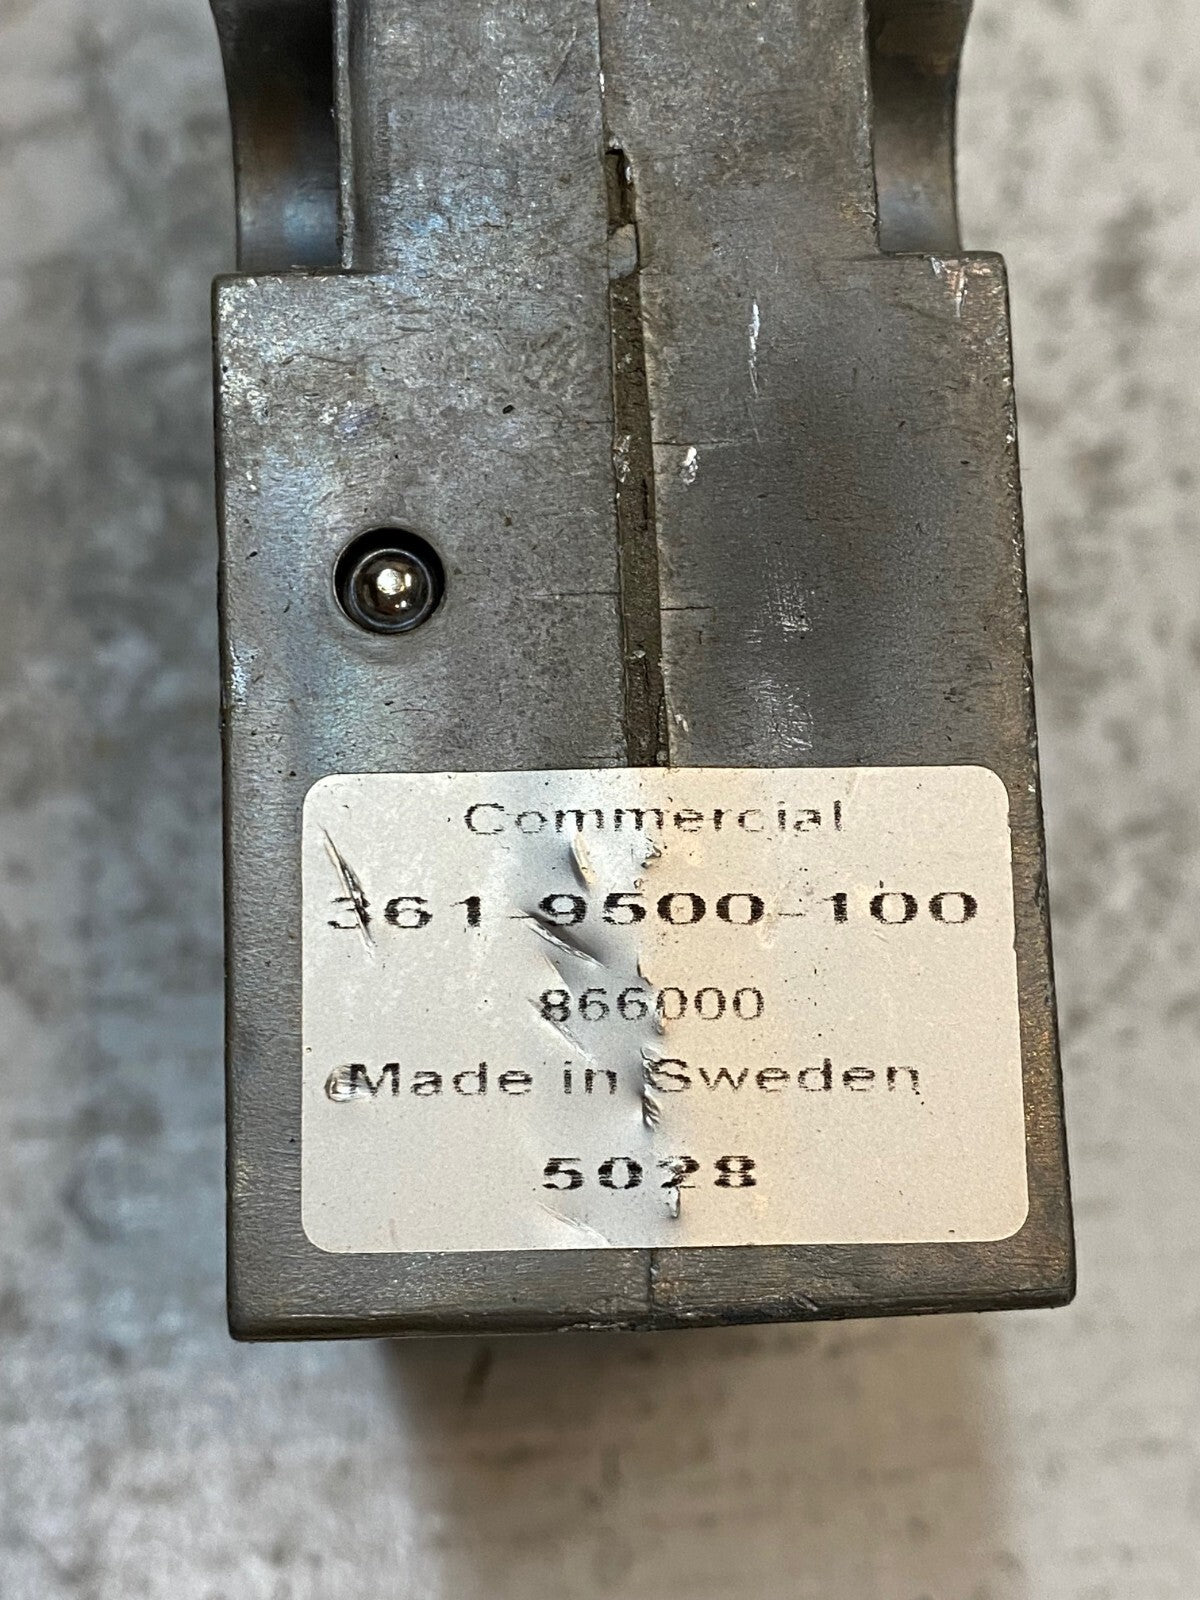 Commercial
361-9500-100
866000
Made in Sweden
5028